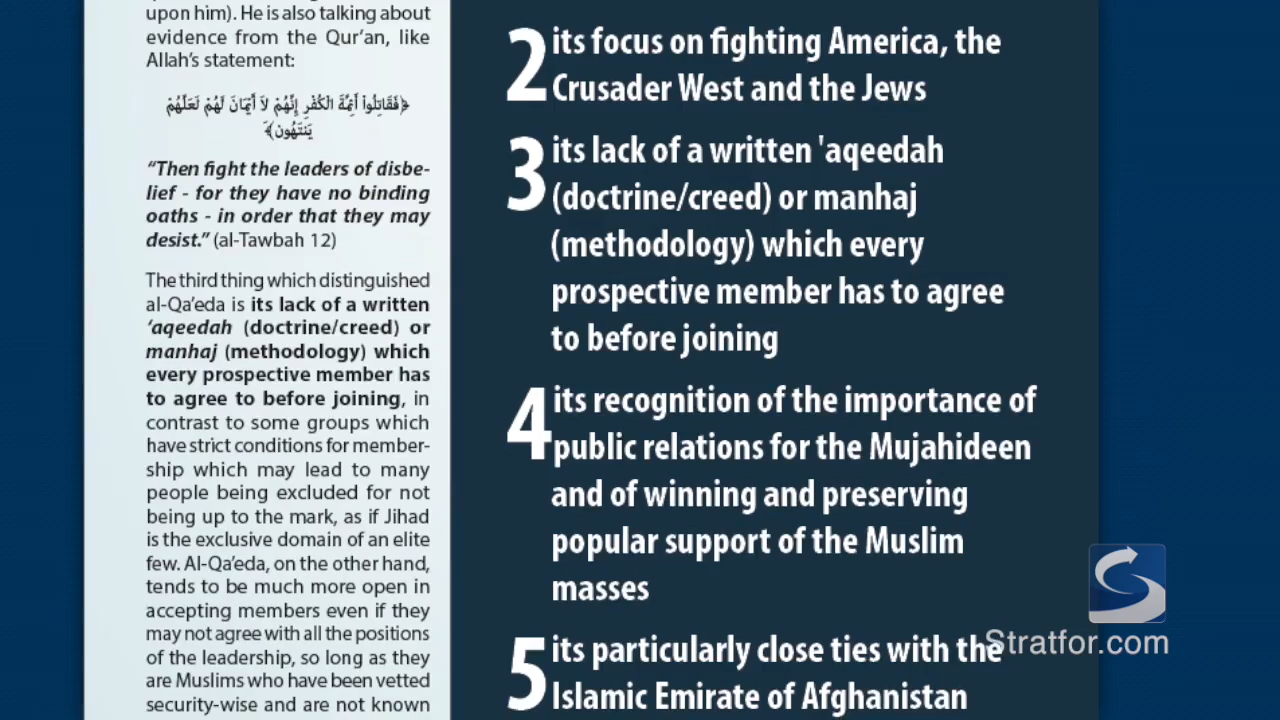 upon him). He is also talking about
evidence from the Qur'an, like
Allah's statement:
﴿فَقَاتِلُواْ أَئِمَّةَ الْكُفْرِ إِنَّهُمْ لاَ أَيْمَانَ لَهُمْ لَعَلَّهُمْ
يَنتَهُون﴾
“Then fight the leaders of disbe-
lief - for they have no binding
oaths - in order that they may
desist.” (al-Tawbah 12)
The third thing which distinguished
al-Qa’eda is its lack of a written
‘aqeedah (doctrine/creed) or
manhaj (methodology) which
every prospective member has
to agree to before joining, in
contrast to some groups which
have strict conditions for member-
ship which may lead to many
people being excluded for not
being up to the mark, as if Jihad
is the exclusive domain of an elite
few. Al-Qa’eda, on the other hand,
tends to be much more open in
accepting members even if they
may not agree with all the positions
of the leadership, so long as they
are Muslims who have been vetted
security-wise and are not known
2 its focus on fighting America, the
Crusader West and the Jews
3 its lack of a written 'aqeedah
(doctrine/creed) or manhaj
(methodology) which every
prospective member has to agree
to before joining
4 its recognition of the importance of
public relations for the Mujahideen
and of winning and preserving
popular support of the Muslim
masses
5 its particularly close ties with the
Islamic Emirate of Afghanistan
Stratfor.com